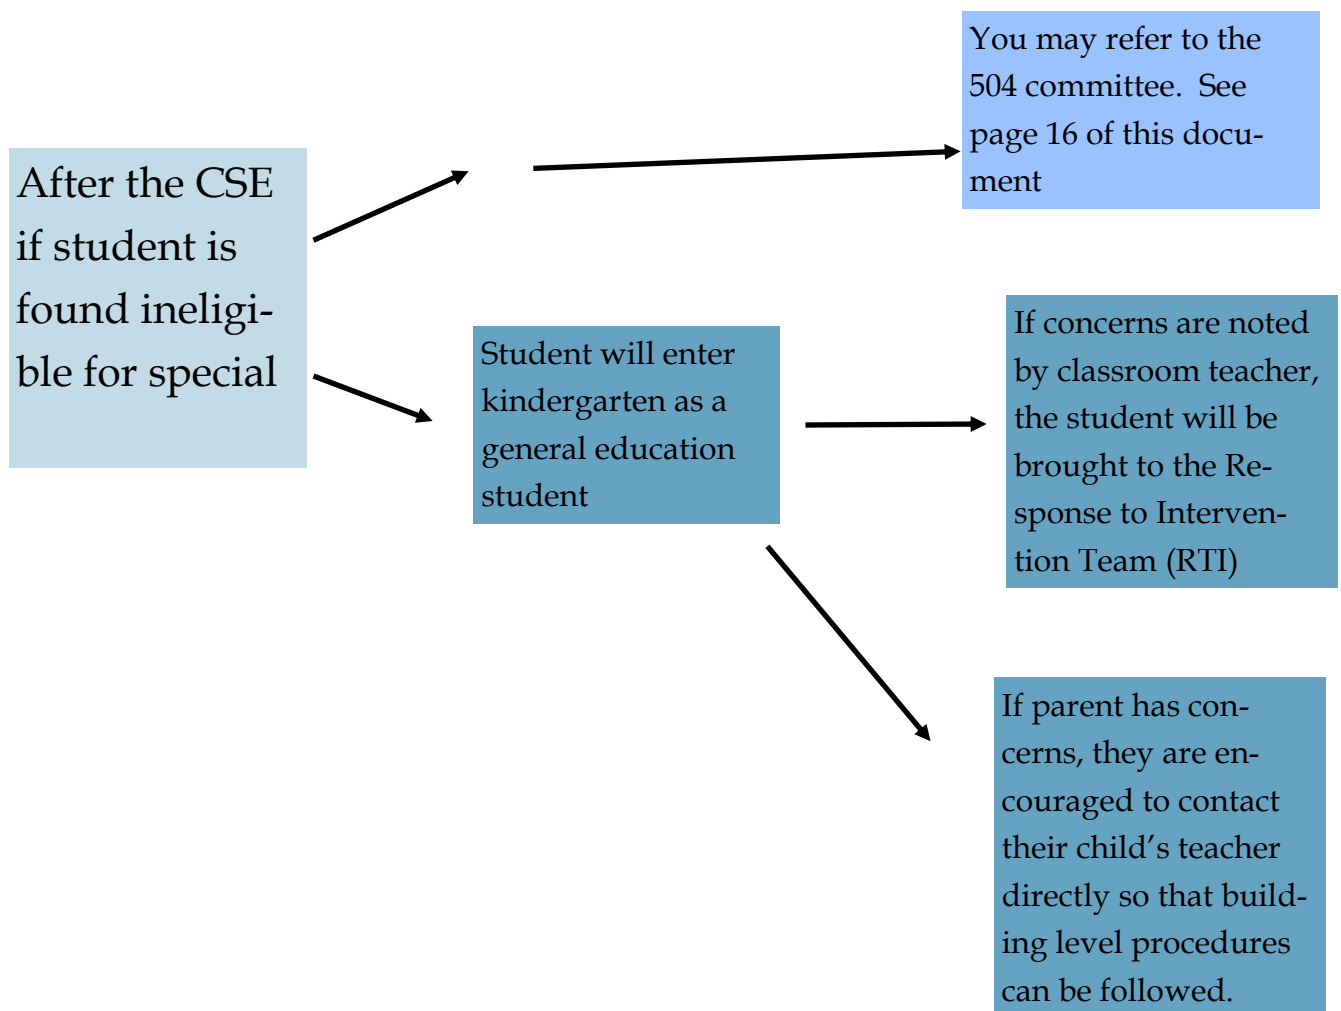 You may refer to the
504 committee.  See
page 16 of this docu-
ment
After the CSE
if student is
found ineligi-
ble for special
Student will enter
kindergarten as a
general education
student
If concerns are noted
by classroom teacher,
the student will be
brought to the Re-
sponse to Interven-
tion Team (RTI)
If parent has con-
cerns, they are en-
couraged to contact
their child’s teacher
directly so that build-
ing level procedures
can be followed.